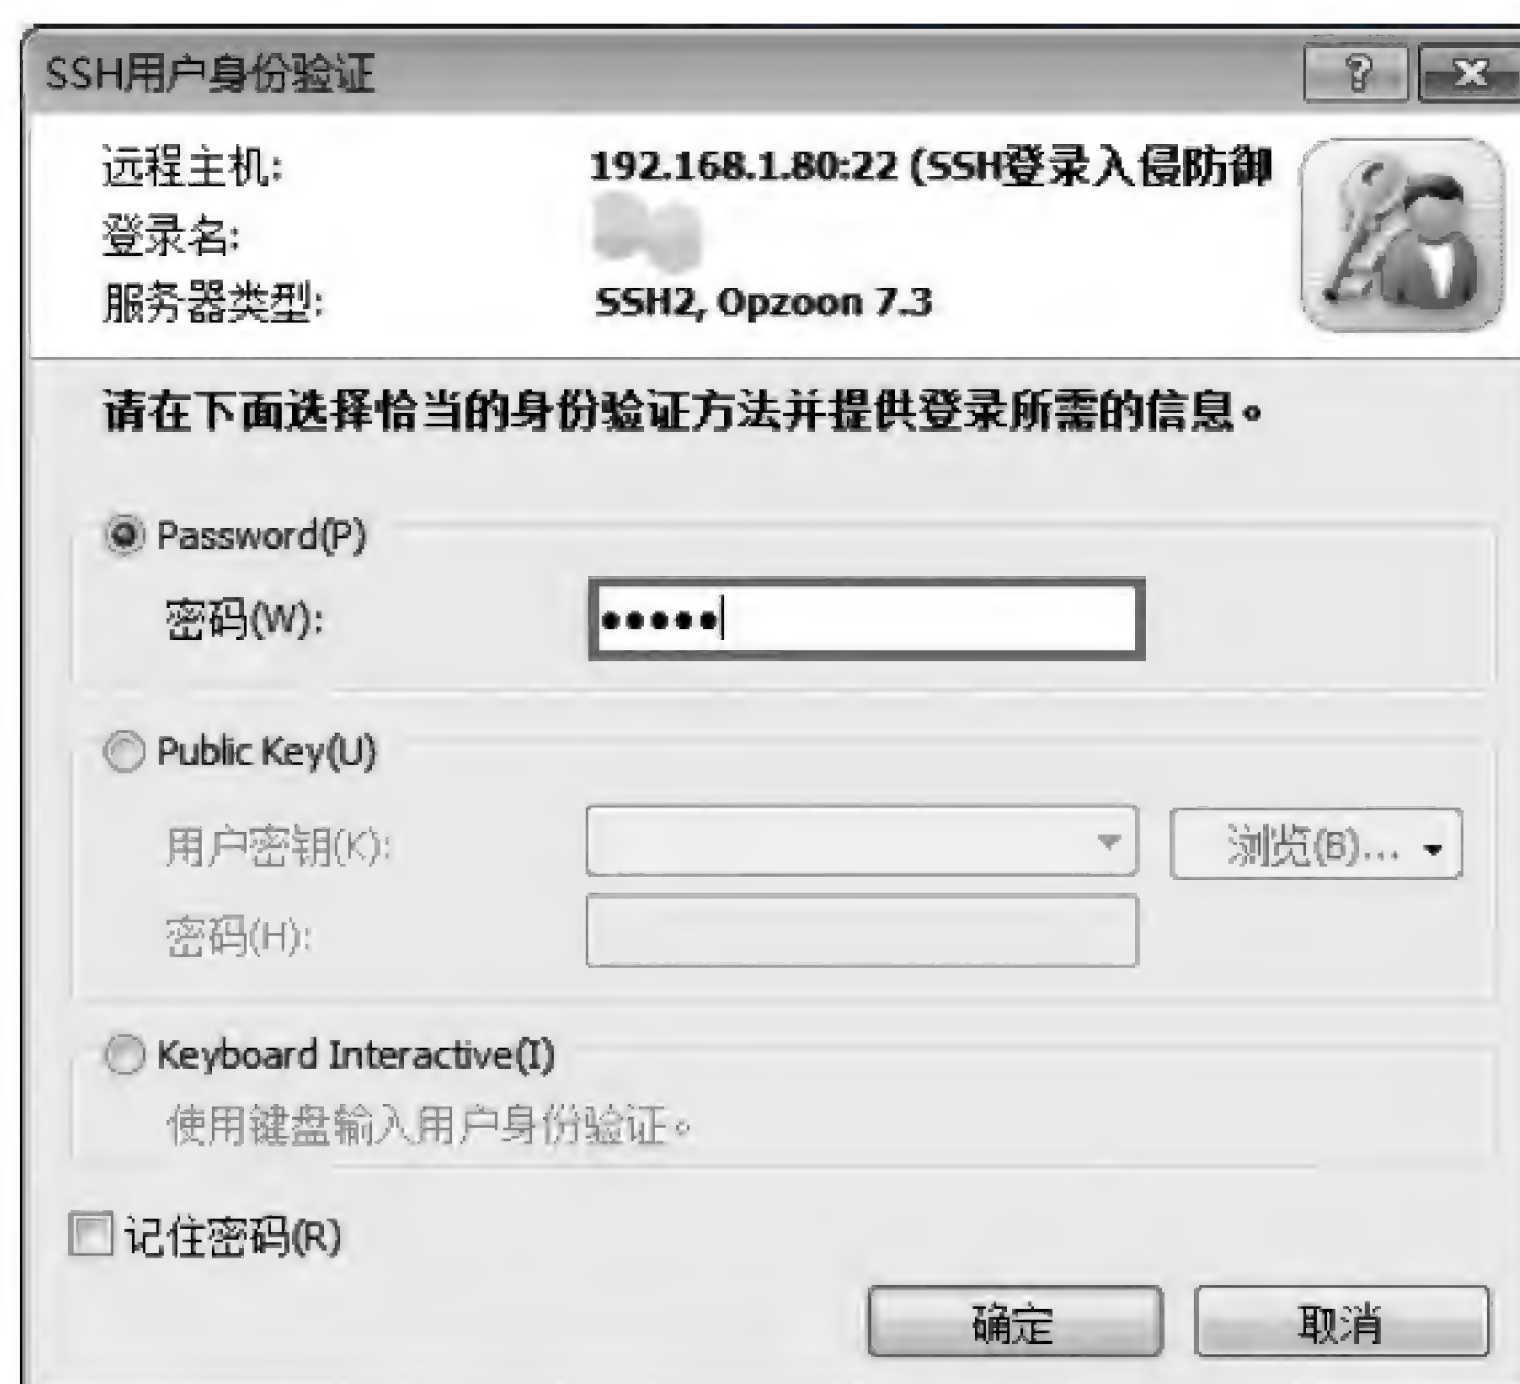 SSH用户身份验证
远程主机: 192.168.1.80:22 (SSH登录入侵防御
登录名:
服务器类型: SSH2, Opzoon 7.3
请在下面选择恰当的身份验证方法并提供登录所需的信息。
Password(P)
密码(W): •••••
Public Key(U)
用户密钥(K): 浏览(B)...
密码(H):
Keyboard Interactive(I)
使用键盘输入用户身份验证。
记住密码(R)
确定 取消